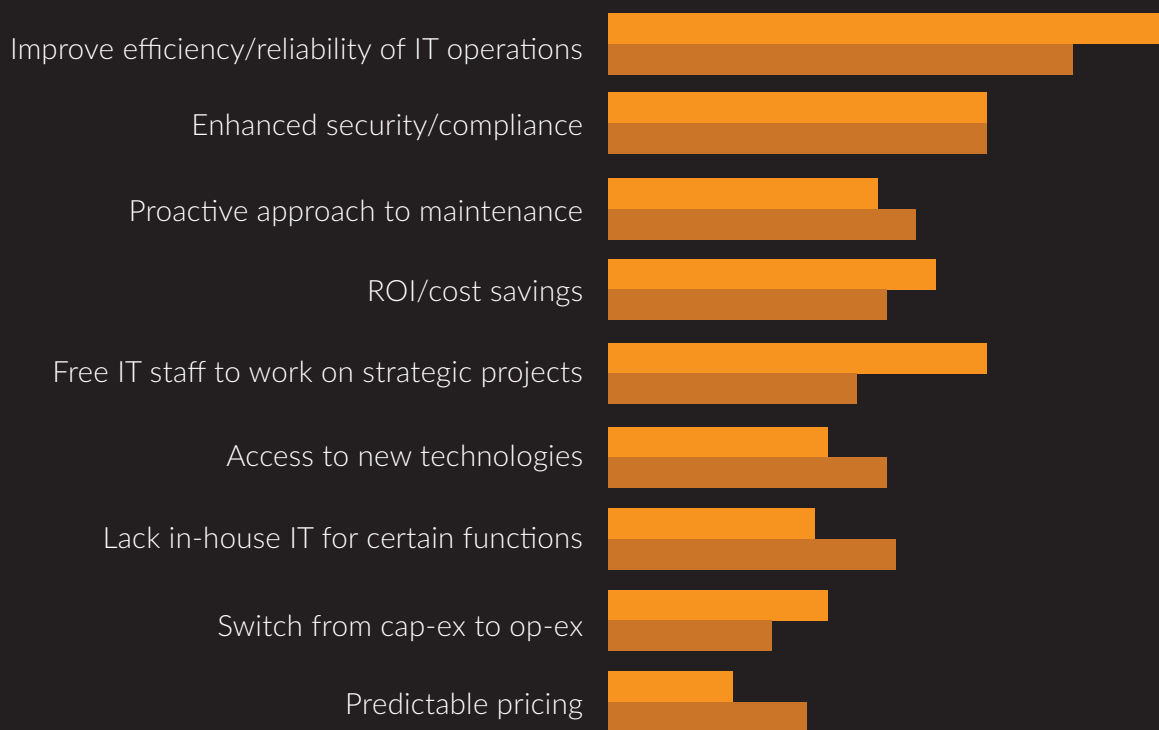 Improve efficiency/reliability of IT operations
Enhanced security/compliance
Proactive approach to maintenance
ROI/cost savings
Free IT staff to work on strategic projects
Access to new technologies
Lack in-house IT for certain functions
Switch from cap-ex to op-ex
Predictable pricing